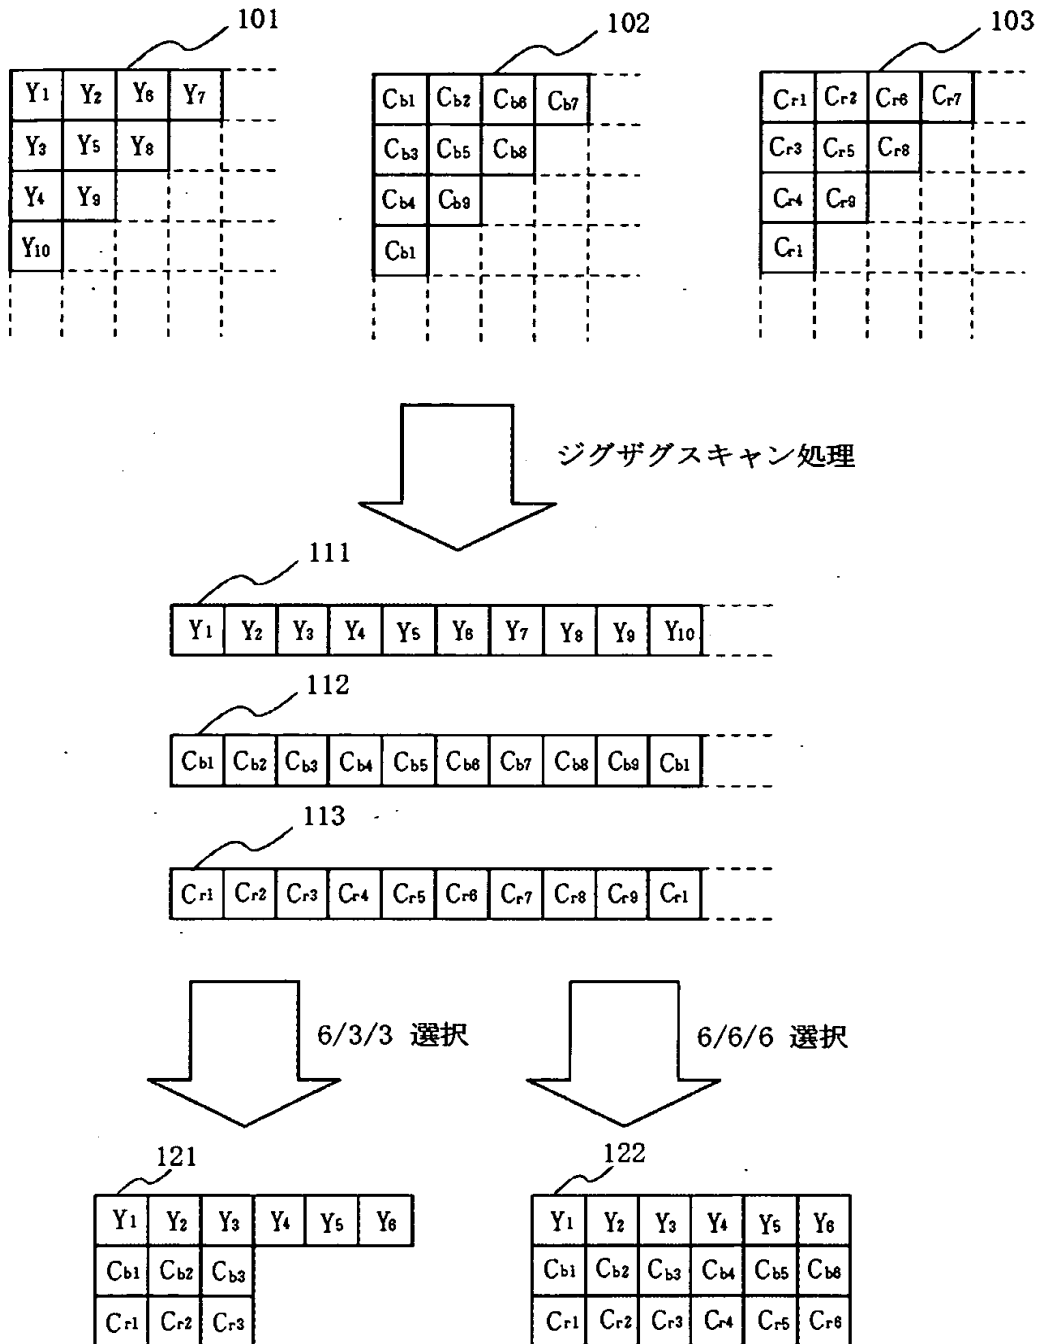 101
102
103
Y1 Y2 Y6 Y7
Y3 Y5 Y8
Y4 Y9
Y10
Cb1 Cb2 Cb6 Cb7
Cb3 Cb5 Cb8
Cb4 Cb9
Cb1
Cr1 Cr2 Cr6 Cr7
Cr3 Cr5 Cr8
Cr4 Cr9
Cr1
ジグザグスキャン処理
111
Y1 Y2 Y3 Y4 Y5 Y6 Y7 Y8 Y9 Y10
112
Cb1 Cb2 Cb3 Cb4 Cb5 Cb6 Cb7 Cb8 Cb9 Cb1
113
Cr1 Cr2 Cr3 Cr4 Cr5 Cr6 Cr7 Cr8 Cr9 Cr1
6/3/3 選択
6/6/6 選択
121
Y1 Y2 Y3 Y4 Y5 Y6
Cb1 Cb2 Cb3
Cr1 Cr2 Cr3
122
Y1 Y2 Y3 Y4 Y5 Y6
Cb1 Cb2 Cb3 Cb4 Cb5 Cb6
Cr1 Cr2 Cr3 Cr4 Cr5 Cr6